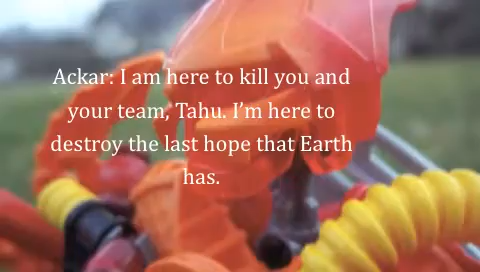 Ackar: I am here to kill you and
your team, Tahu. I’m here to
destroy the last hope that Earth
has.